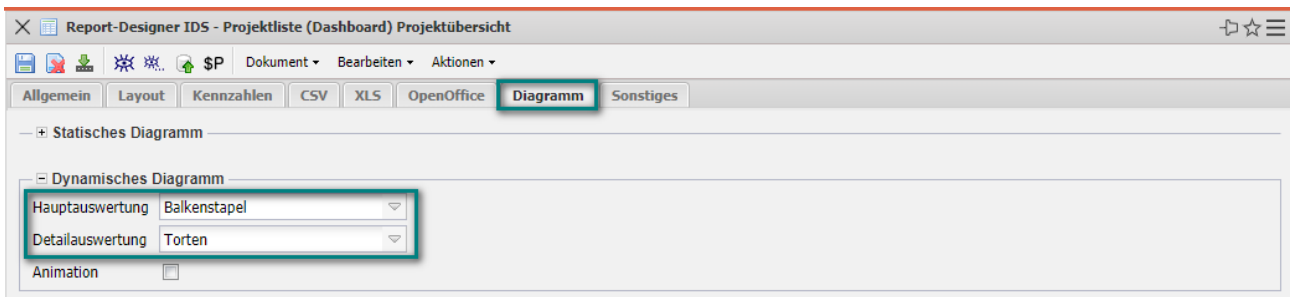 Report-Designer IDS - Projektliste (Dashboard) Projektübersicht
$P Dokument Bearbeiten Aktionen
Allgemein Layout Kennzahlen CSV XLS OpenOffice Diagramm Sonstiges
Statisches Diagramm
Dynamisches Diagramm
Hauptauswertung Balkenstapel
Detailauswertung Torten
Animation